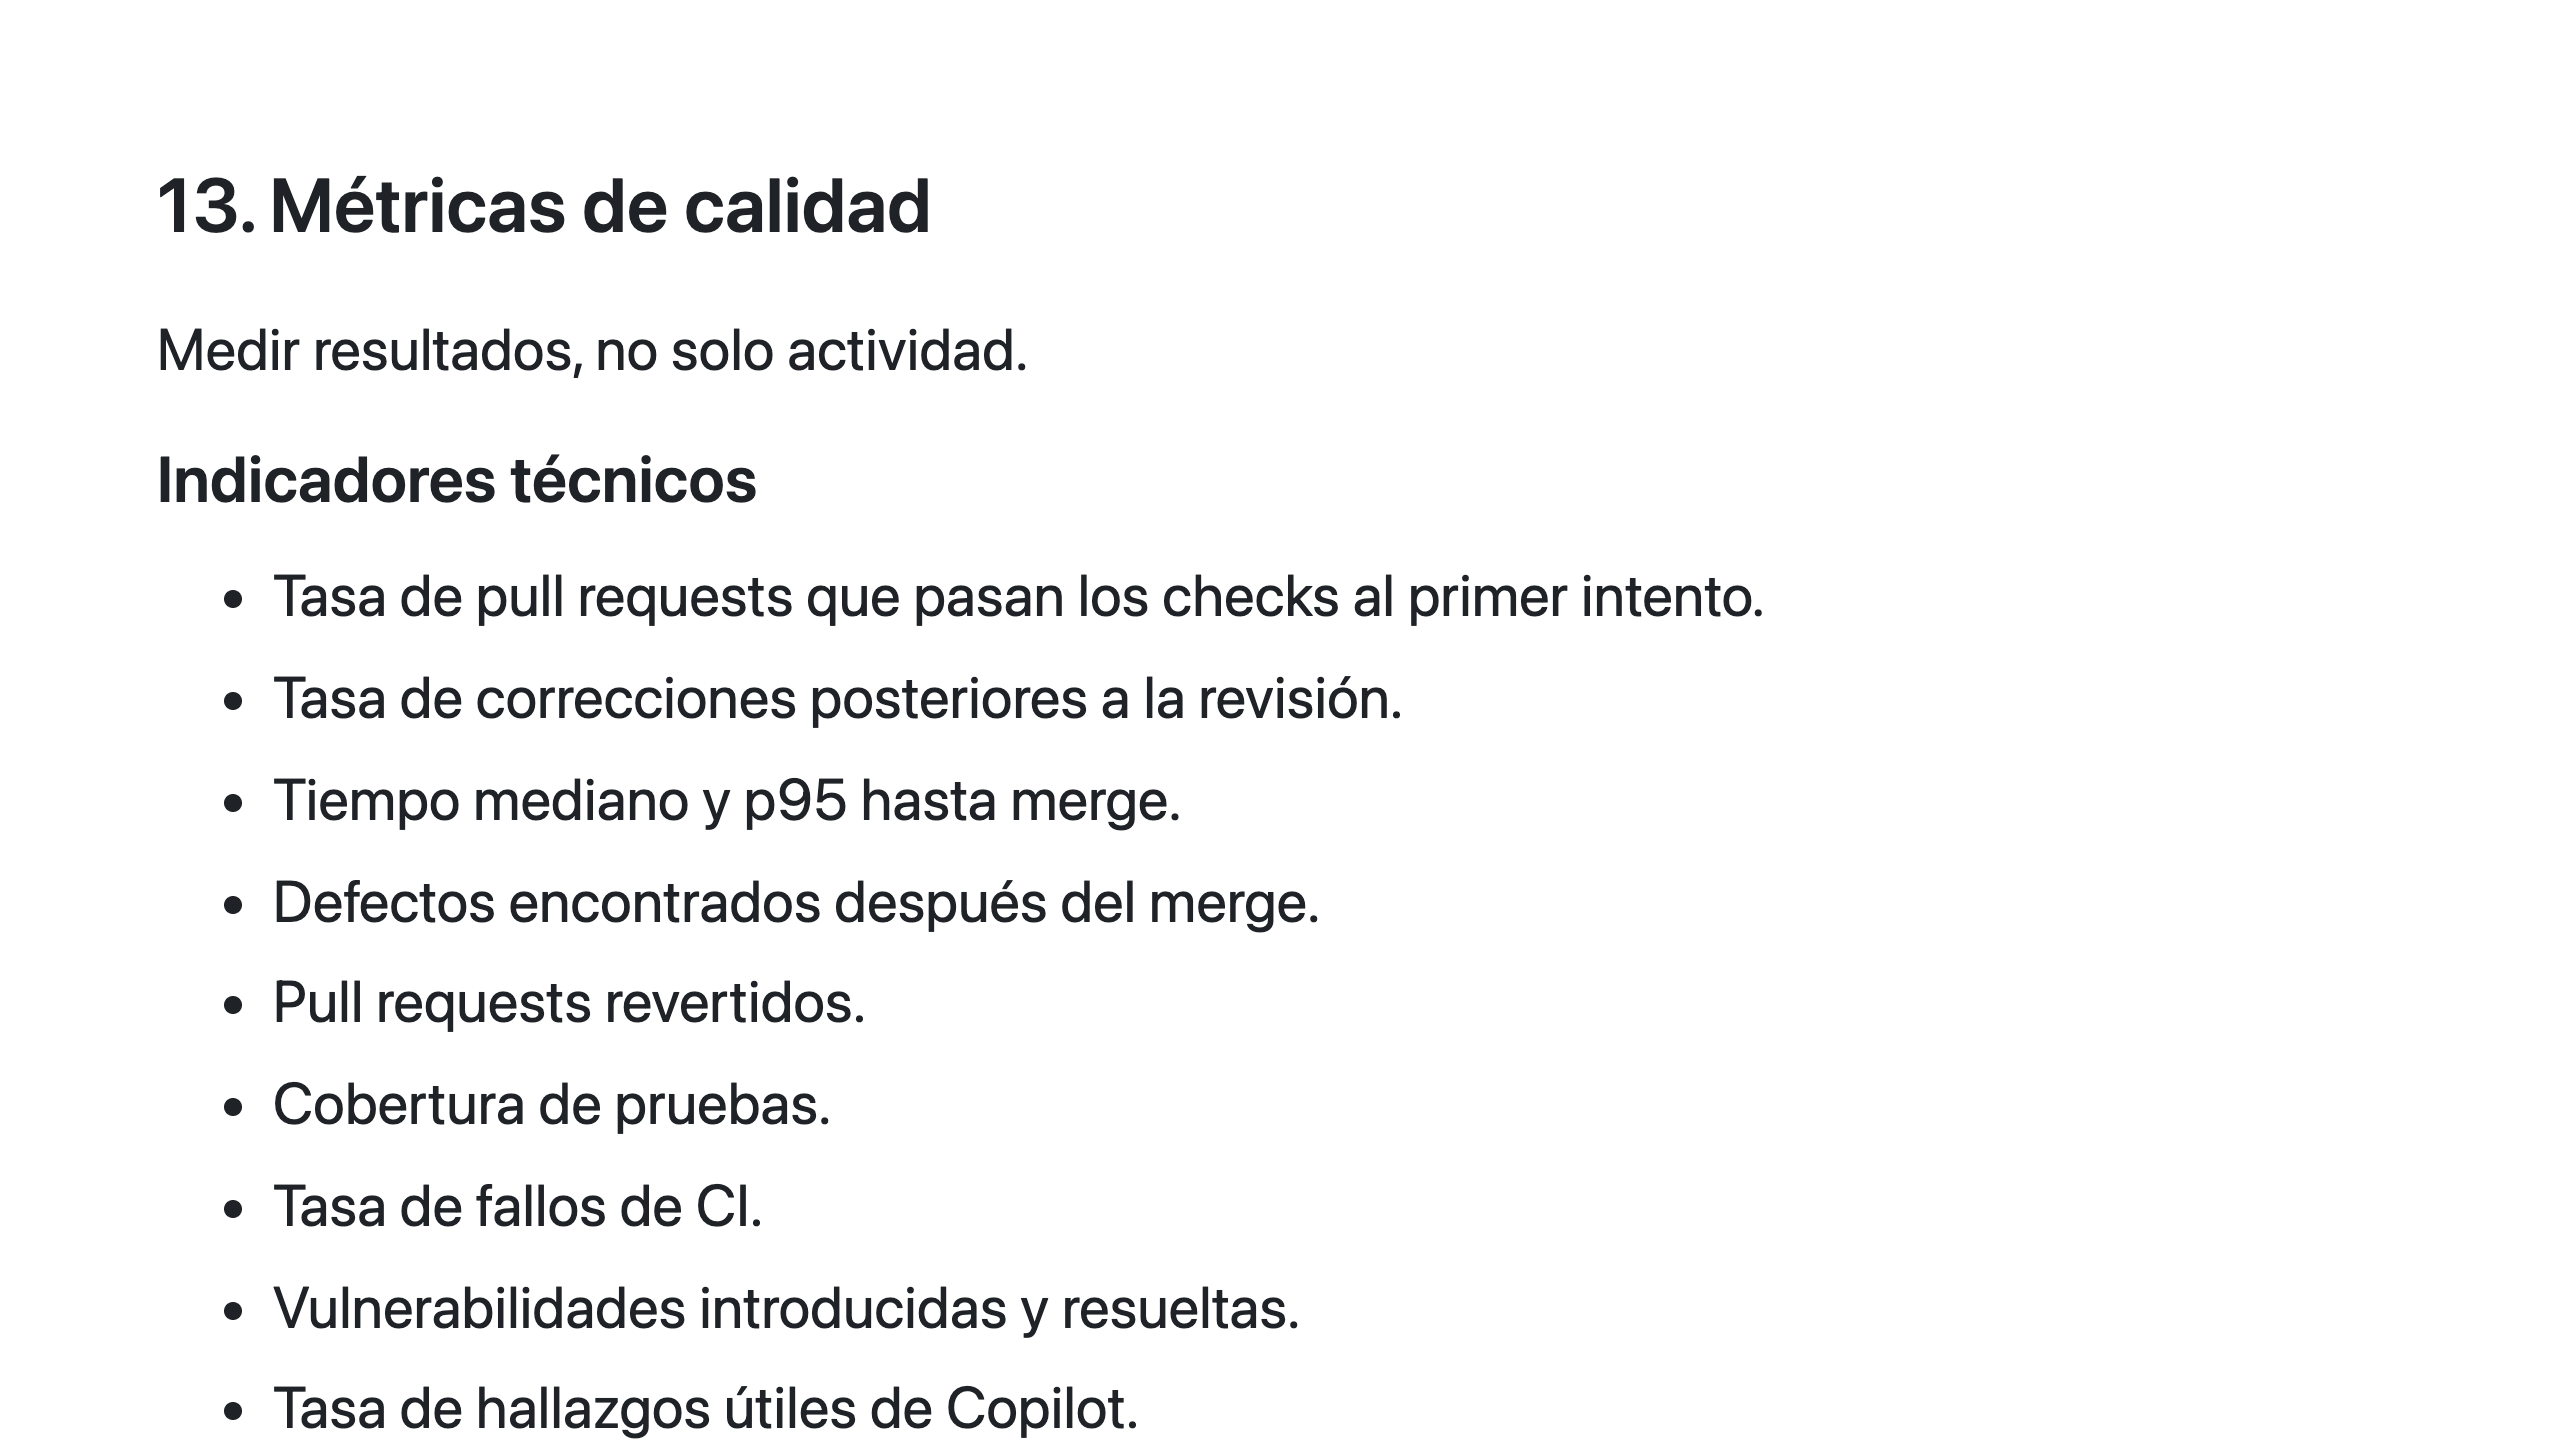 13. Métricas de calidad
Medir resultados, no solo actividad.
Indicadores técnicos
• Tasa de pull requests que pasan los checks al primer intento.
• Tasa de correcciones posteriores a la revisión.
• Tiempo mediano y p95 hasta merge.
• Defectos encontrados después del merge.
• Pull requests revertidos.
• Cobertura de pruebas.
• Tasa de fallos de CI.
• Vulnerabilidades introducidas y resueltas.
• Tasa de hallazgos útiles de Copilot.